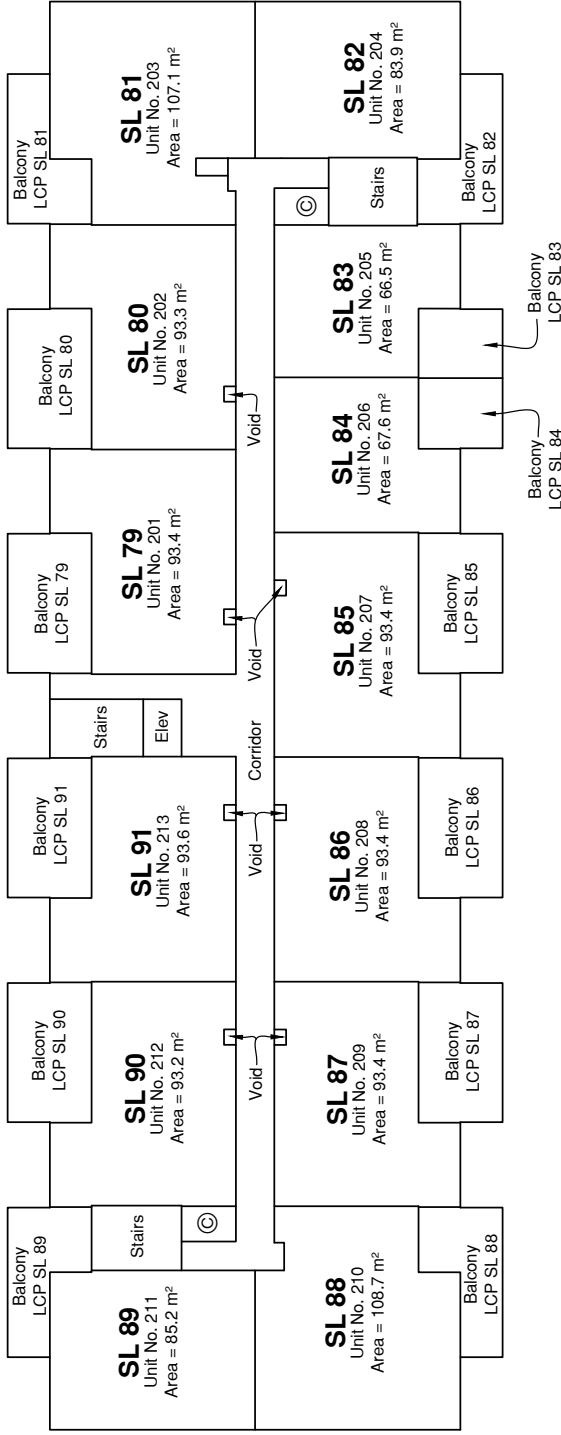 Balcony
LCP SL 89
Balcony
LCP SL 90
Balcony
LCP SL 91
Balcony
LCP SL 79
Balcony
LCP SL 80
Balcony
LCP SL 81
SL 89
Unit No. 211
Area = 85.2 m²
Stairs
©
SL 90
Unit No. 212
Area = 93.2 m²
SL 91
Unit No. 213
Area = 93.6 m²
Stairs
Elev
SL 79
Unit No. 201
Area = 93.4 m²
SL 80
Unit No. 202
Area = 93.3 m²
SL 81
Unit No. 203
Area = 107.1 m²
Void
Void
Corridor
Void
Void
SL 88
Unit No. 210
Area = 108.7 m²
SL 87
Unit No. 209
Area = 93.4 m²
SL 86
Unit No. 208
Area = 93.4 m²
SL 85
Unit No. 207
Area = 93.4 m²
SL 84
Unit No. 206
Area = 67.6 m²
SL 83
Unit No. 205
Area = 66.5 m²
©
Stairs
SL 82
Unit No. 204
Area = 83.9 m²
Balcony
LCP SL 88
Balcony
LCP SL 87
Balcony
LCP SL 86
Balcony
LCP SL 85
Balcony
LCP SL 84
Balcony
LCP SL 83
Balcony
LCP SL 82